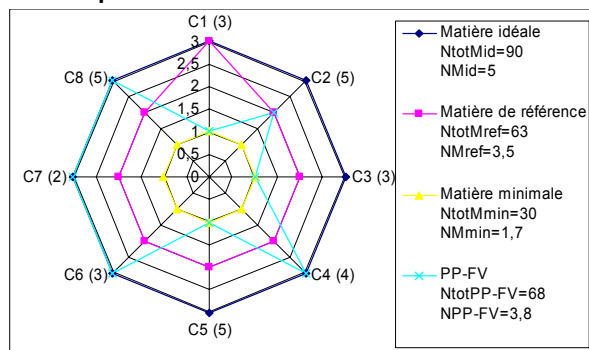 C1 (3)
3
2,5
2
1,5
1
0,5
0
C2 (5)
C3 (3)
C4 (4)
C5 (5)
C6 (3)
C7 (2)
C8 (5)
Matière idéale
NtotMid=90
NMid=5
Matière de référence
NtotMref=63
NMref=3,5
Matière minimale
NtotMmin=30
NMmin=1,7
PP-FV
NtotPP-FV=68
NPP-FV=3,8